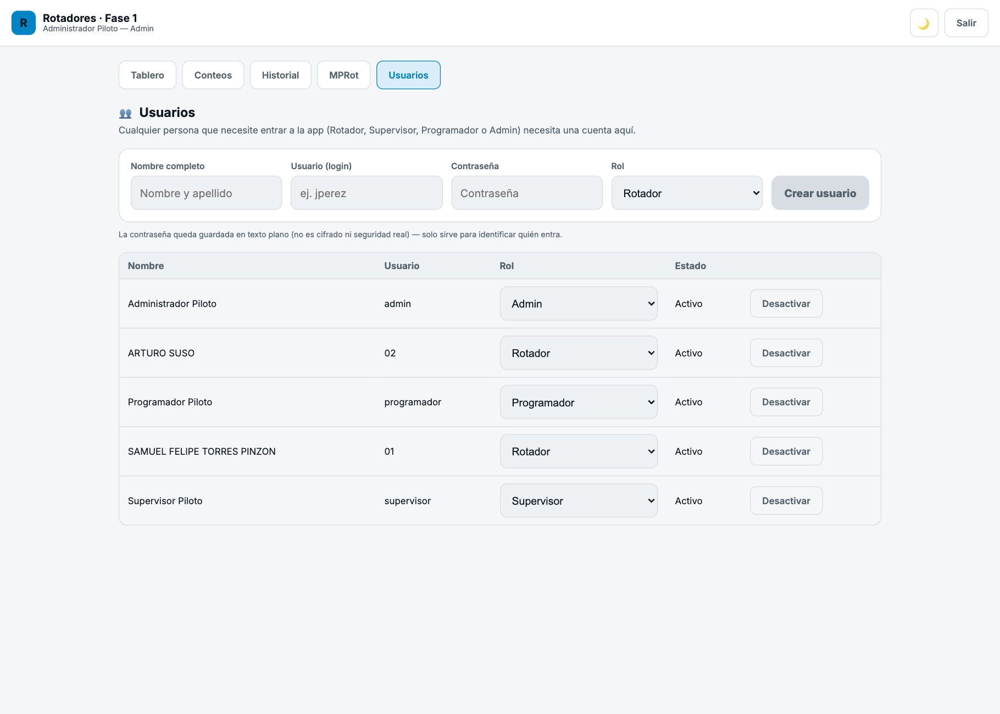 R
Rotadores · Fase 1
Administrador Piloto — Admin
Salir
Tablero
Conteos
Historial
MPRot
Usuarios
Usuarios
Cualquier persona que necesite entrar a la app (Rotador, Supervisor, Programador o Admin) necesita una cuenta aquí.
Nombre completo
Usuario (login)
Contraseña
Rol
Nombre y apellido
ej. jperez
Contraseña
Rotador
Crear usuario
La contraseña queda guardada en texto plano (no es cifrado ni seguridad real) — solo sirve para identificar quién entra.
Nombre Usuario Rol Estado
Administrador Piloto admin Admin Activo Desactivar
ARTURO SUSO 02 Rotador Activo Desactivar
Programador Piloto programador Programador Activo Desactivar
SAMUEL FELIPE TORRES PINZON 01 Rotador Activo Desactivar
Supervisor Piloto supervisor Supervisor Activo Desactivar